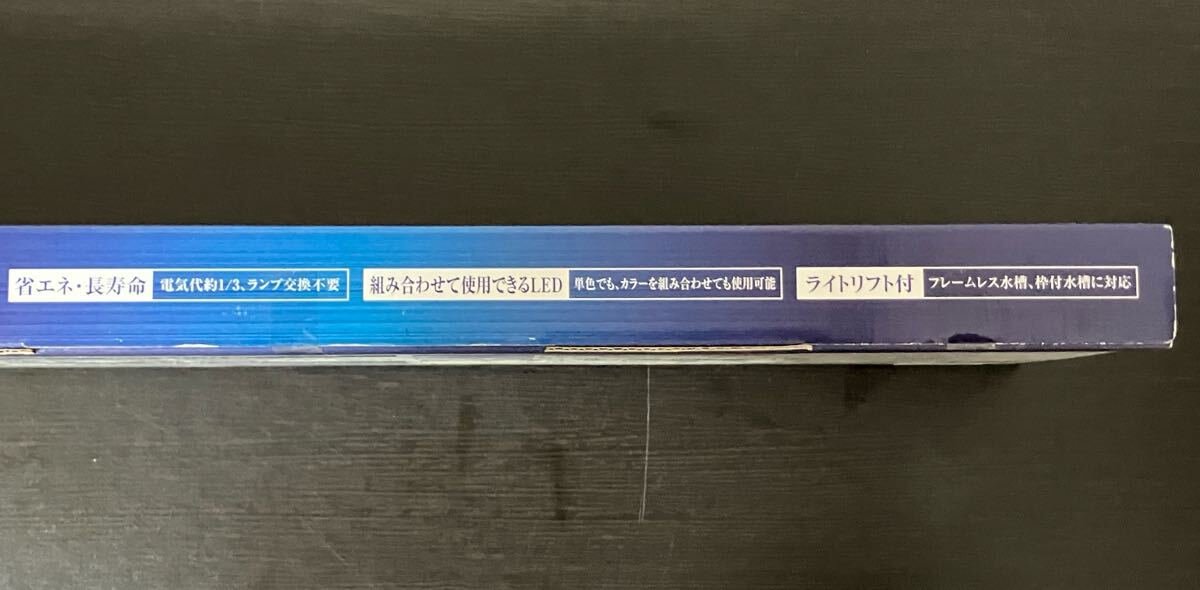 省エネ・長寿命 電気代約1/3、ランプ交換不要 組み合わせて使用できるLED 単色でも、カラーを組み合わせても使用可能 ライトリフト付 フレームレス水槽、枠付水槽に対応